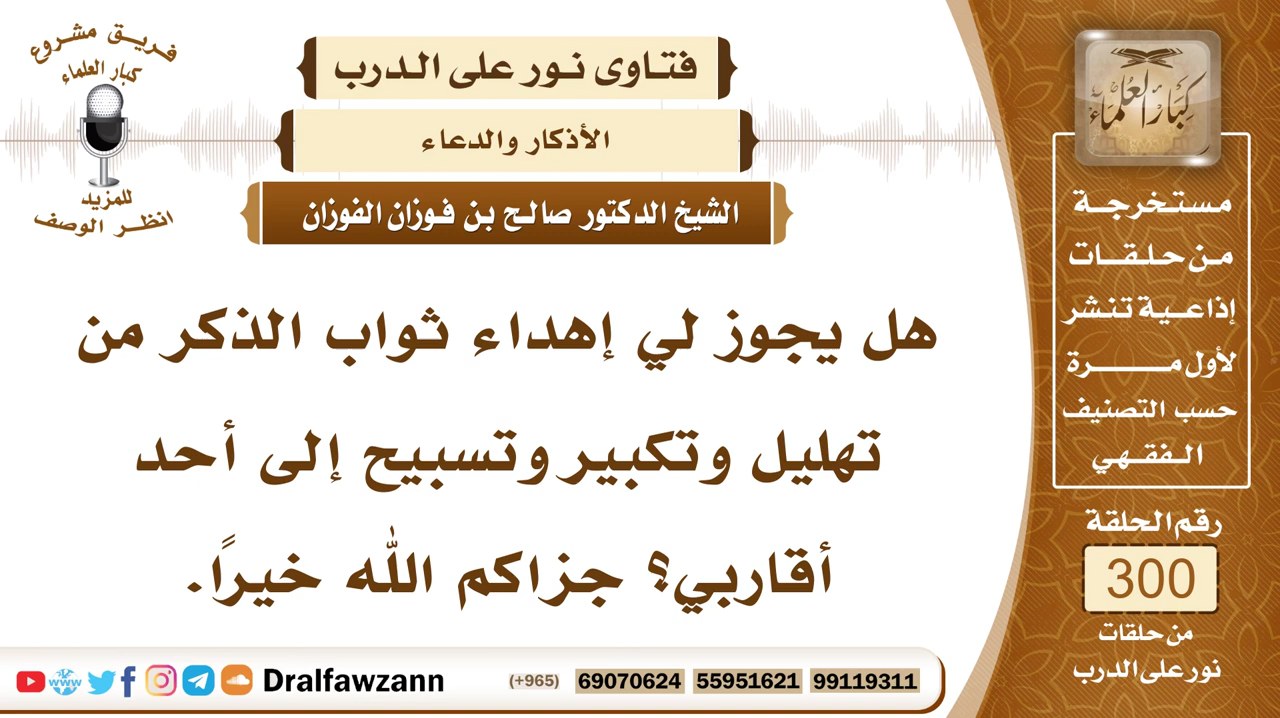 فريق مشروع
كبار العلماء
للمزيد
انظر الوصف
فتاوى نور على الدرب
الأذكار والدعاء
الشيخ الدكتور صالح بن فوزان الفوزان
هل يجوز لي إهداء ثواب الذكر من
تهليل وتكبير وتسبيح إلى أحد
أقاربي؟ جزاكم الله خيراً.
كبار العلماء
مستخرجة
من حلقات
إذاعية تنشر
لأول مرة
حسب التصنيف
الفقهي
رقم الحلقة
300
من حلقات
نور على الدرب
www Dralfawzann (+965) 69070624 55951621 99119311